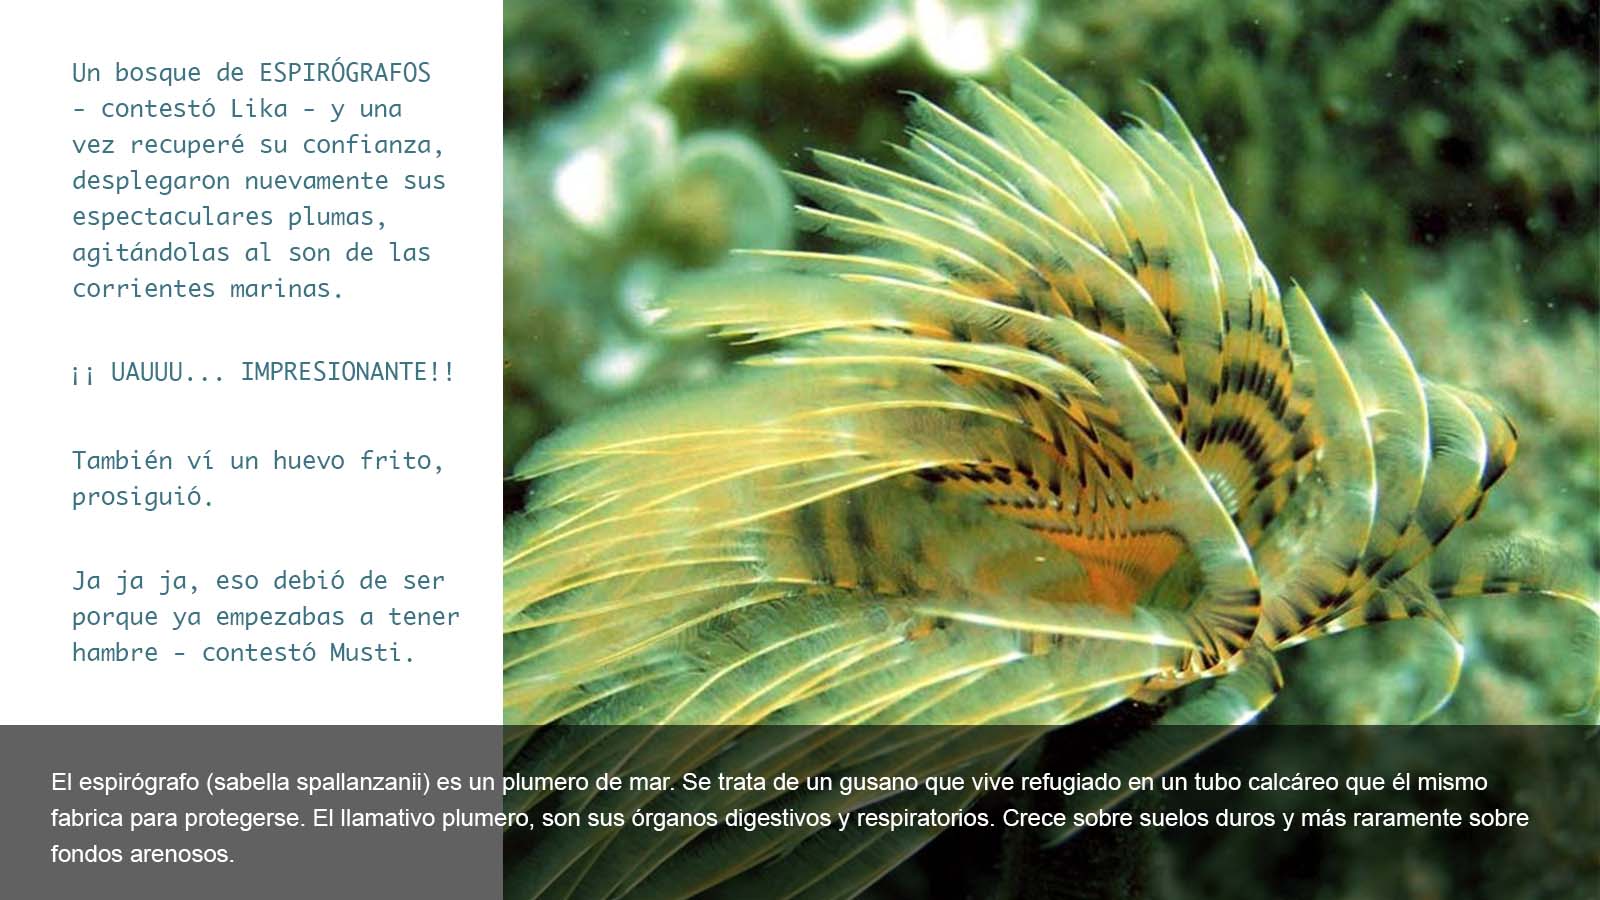 Un bosque de ESPIRÓGRAFOS
- contestó Lika - y una
vez recuperé su confianza,
desplegaron nuevamente sus
espectaculares plumas,
agitándolas al son de las
corrientes marinas.
¡¡ UAUUU... IMPRESIONANTE!!
También ví un huevo frito,
prosiguió.
Ja ja ja, eso debió de ser
porque ya empezabas a tener
hambre - contestó Musti.
El espirógrafo (sabella spallanzanii) es un plumero de mar. Se trata de un gusano que vive refugiado en un tubo calcáreo que él mismo
fabrica para protegerse. El llamativo plumero, son sus órganos digestivos y respiratorios. Crece sobre suelos duros y más raramente sobre
fondos arenosos.